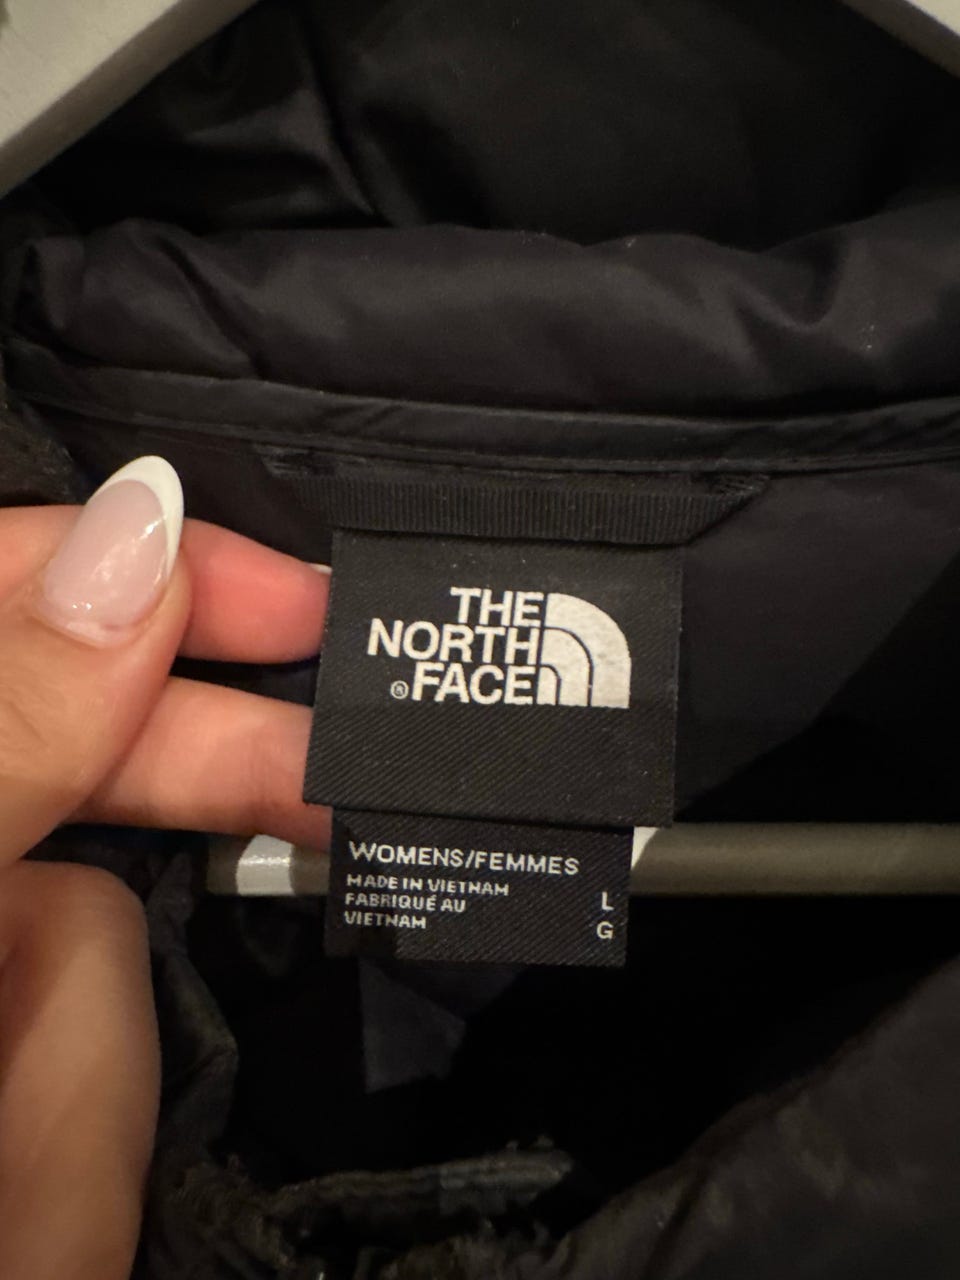 THE
NORTH
® FACE
WOMENS/FEMMES
MADE IN VIETNAM
FABRIQUÉ AU
VIETNAM
L
G